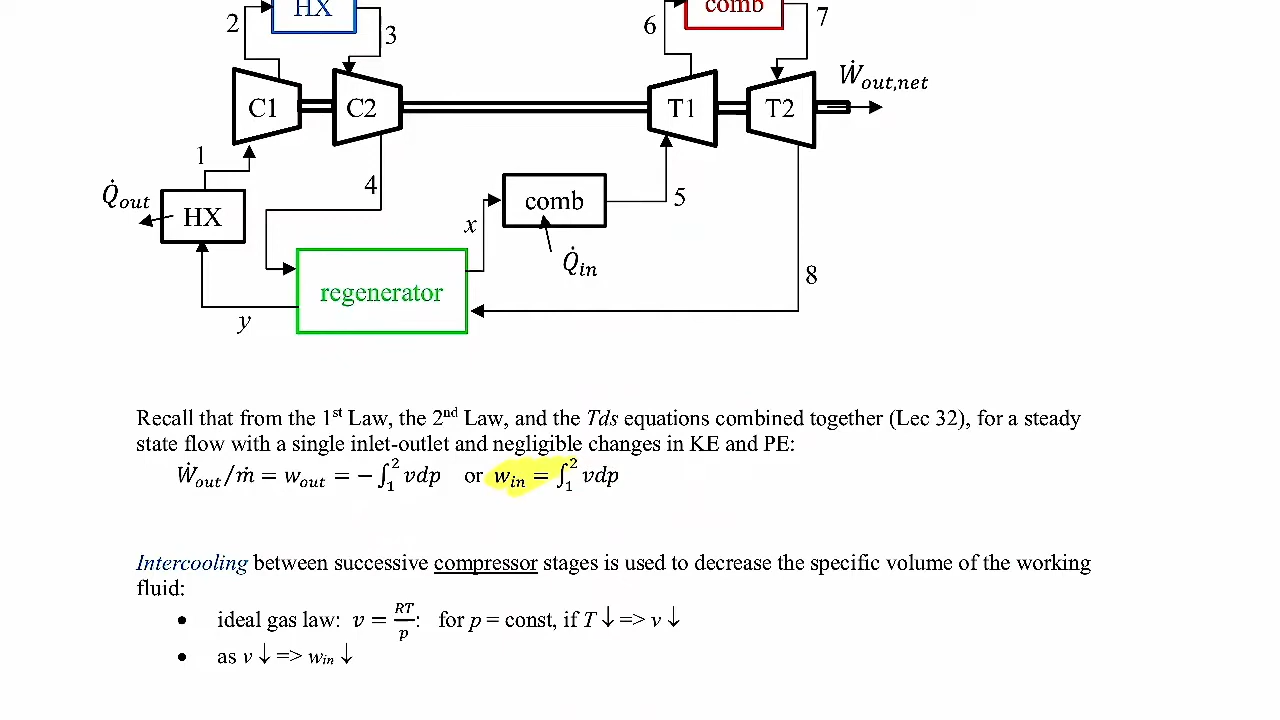 HX
comb
2
3
6
7
Ẇout,net
C1
C2
T1
T2
1
4
5
Q̇out
HX
x
comb
Q̇in
regenerator
8
y
Recall that from the 1st Law, the 2nd Law, and the Tds equations combined together (Lec 32), for a steady
state flow with a single inlet-outlet and negligible changes in KE and PE:
Ẇout/ṁ = wout = −∫₁² vdp or win = ∫₁² vdp
Intercooling between successive compressor stages is used to decrease the specific volume of the working
fluid:
• ideal gas law: v = RT/p: for p = const, if T ↓ => v ↓
• as v ↓ => win ↓